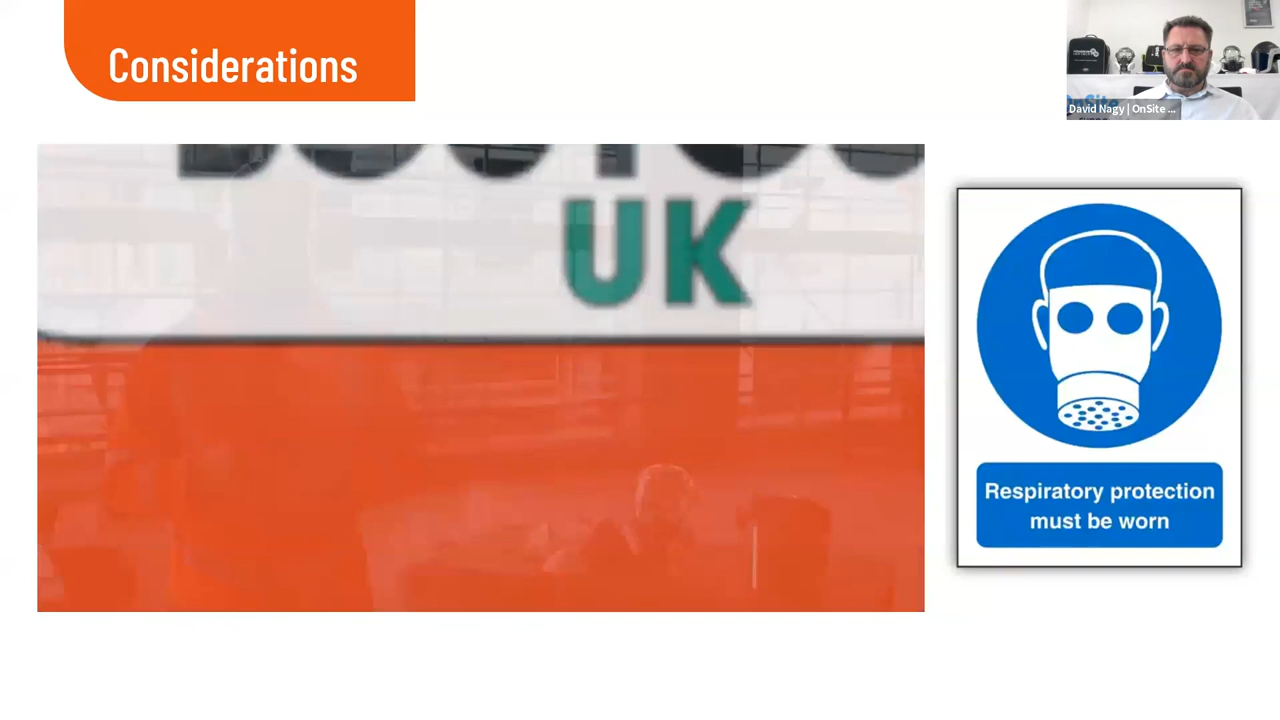 Considerations
David Nagy | OnSite ...
UK
Respiratory protection
must be worn